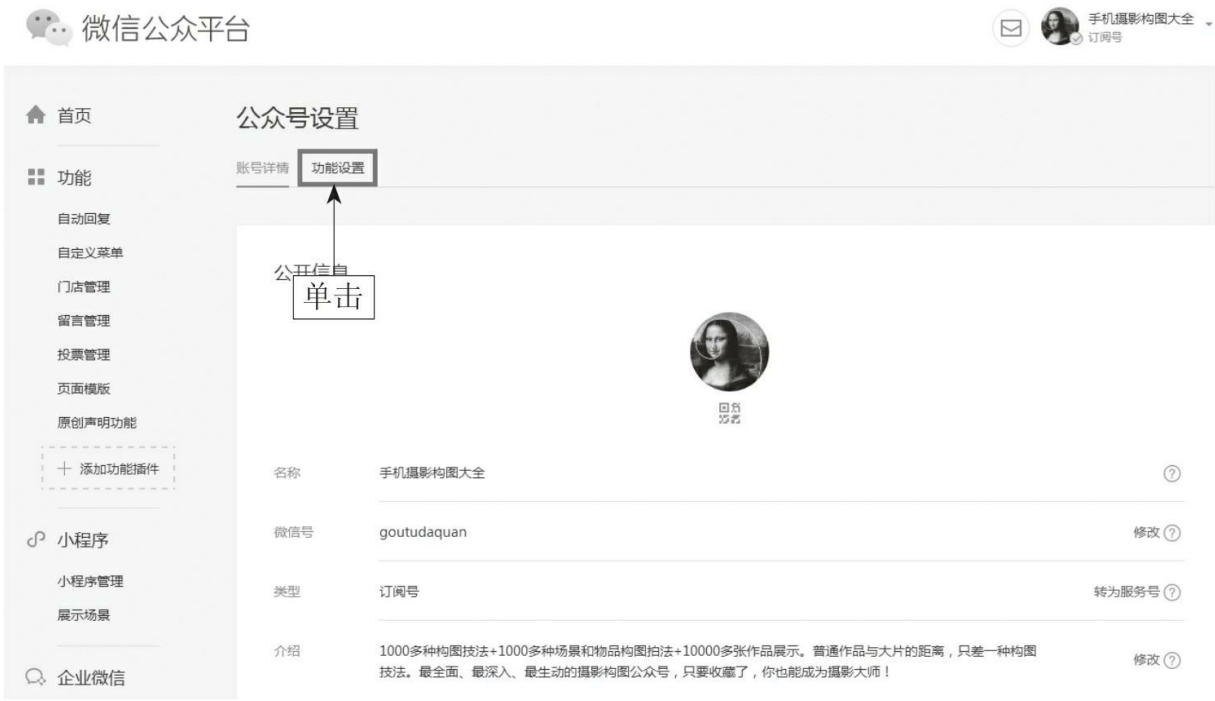 微信公众平台
手机摄影构图大全
订阅号
首页
功能
自动回复
自定义菜单
门店管理
留言管理
投票管理
页面模版
原创声明功能
添加功能插件
小程序
小程序管理
展示场景
企业微信
公众号设置
账号详情 功能设置
公开信息
单击
名称 手机摄影构图大全
微信号 goutudaquan 修改
类型 订阅号 转为服务号
介绍 1000多种构图技法+1000多种场景和物品构图拍法+10000多张作品展示。普通作品与大片的距离，只差一种构图
技法。最全面、最深入、最生动的摄影构图公众号，只要收藏了，你也能成为摄影大师！ 修改